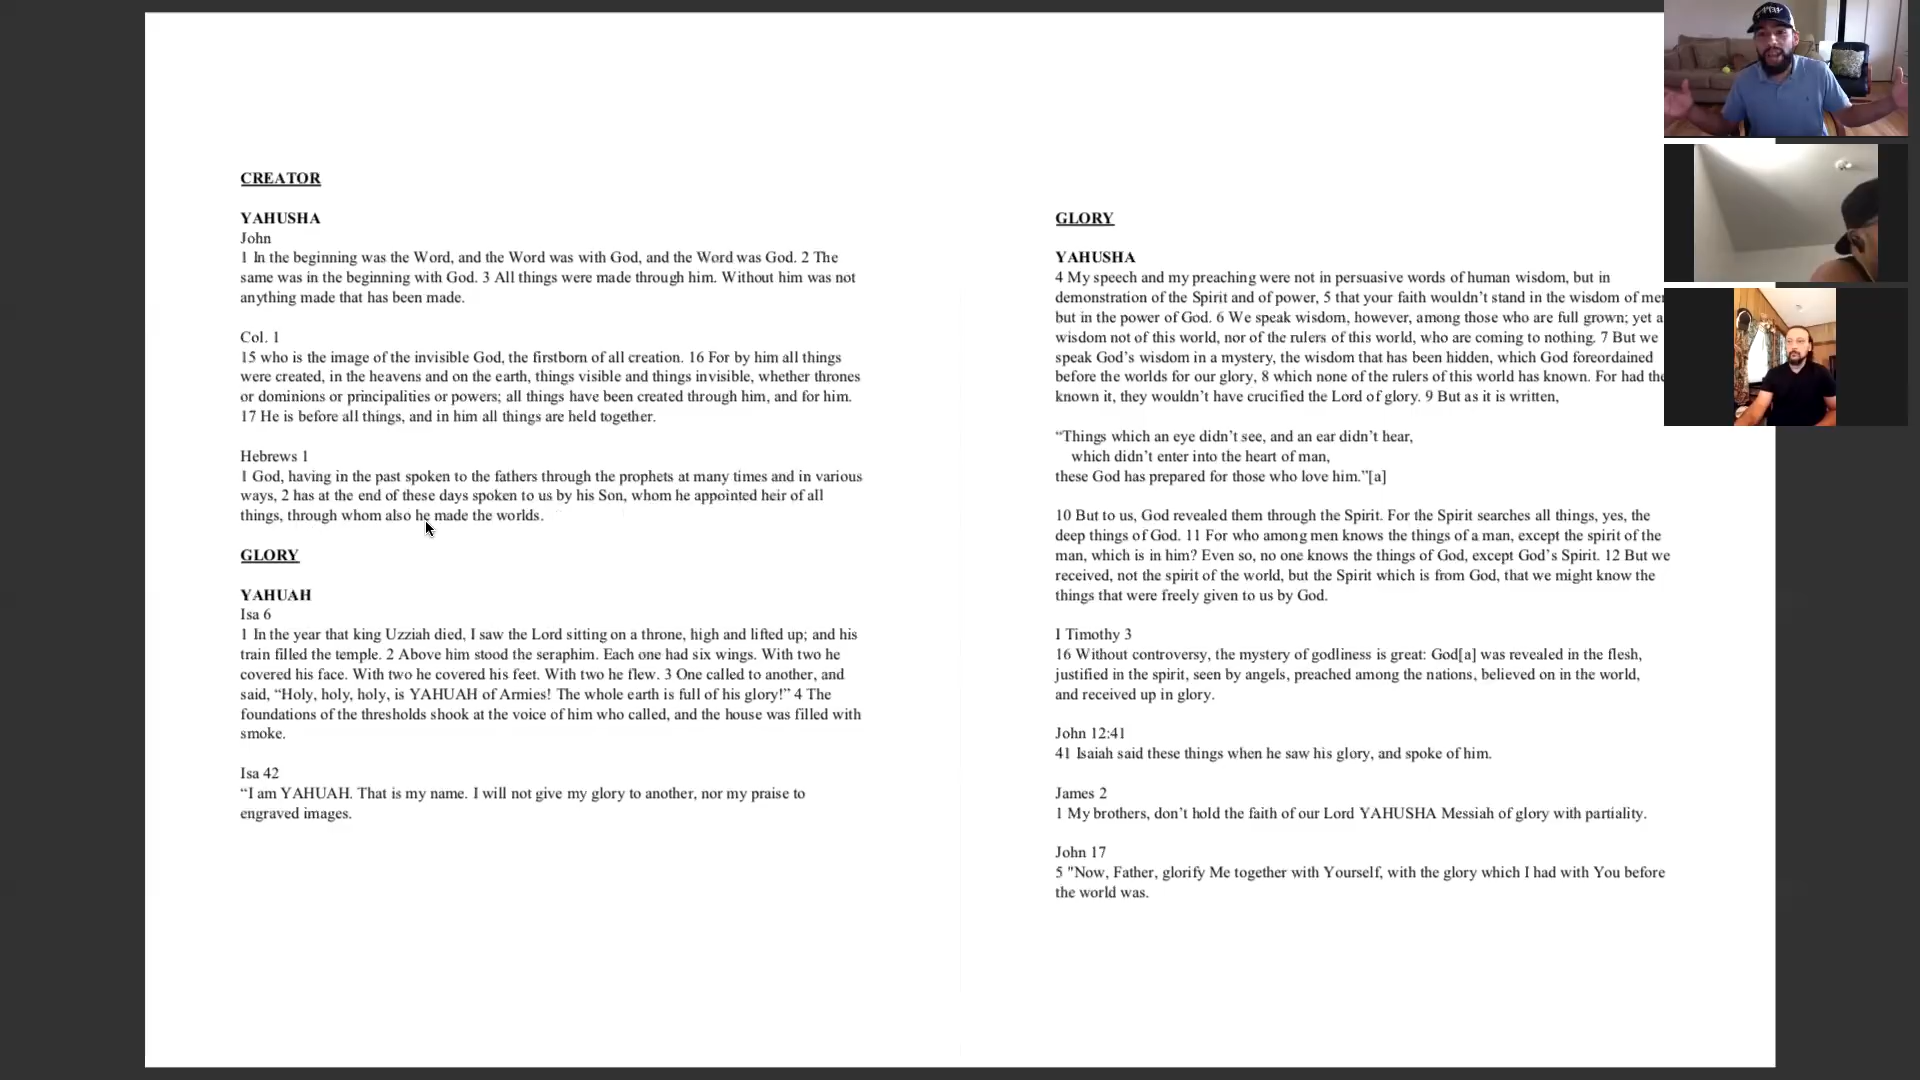 CREATOR
YAHUSHA
John
1 In the beginning was the Word, and the Word was with God, and the Word was God. 2 The
same was in the beginning with God. 3 All things were made through him. Without him was not
anything made that has been made.
Col. 1
15 who is the image of the invisible God, the firstborn of all creation. 16 For by him all things
were created, in the heavens and on the earth, things visible and things invisible, whether thrones
or dominions or principalities or powers; all things have been created through him, and for him.
17 He is before all things, and in him all things are held together.
Hebrews 1
1 God, having in the past spoken to the fathers through the prophets at many times and in various
ways, 2 has at the end of these days spoken to us by his Son, whom he appointed heir of all
things, through whom also he made the worlds.
GLORY
YAHUAH
Isa 6
1 In the year that king Uzziah died, I saw the Lord sitting on a throne, high and lifted up; and his
train filled the temple. 2 Above him stood the seraphim. Each one had six wings. With two he
covered his face. With two he covered his feet. With two he flew. 3 One called to another, and
said, “Holy, holy, holy, is YAHUAH of Armies! The whole earth is full of his glory!” 4 The
foundations of the thresholds shook at the voice of him who called, and the house was filled with
smoke.
Isa 42
“I am YAHUAH. That is my name. I will not give my glory to another, nor my praise to
engraved images.
GLORY
YAHUSHA
4 My speech and my preaching were not in persuasive words of human wisdom, but in
demonstration of the Spirit and of power, 5 that your faith wouldn’t stand in the wisdom of men
but in the power of God. 6 We speak wisdom, however, among those who are full grown; yet a
wisdom not of this world, nor of the rulers of this world, who are coming to nothing. 7 But we
speak God’s wisdom in a mystery, the wisdom that has been hidden, which God foreordained
before the worlds for our glory, 8 which none of the rulers of this world has known. For had the
known it, they wouldn’t have crucified the Lord of glory. 9 But as it is written,
“Things which an eye didn’t see, and an ear didn’t hear,
which didn’t enter into the heart of man,
these God has prepared for those who love him.”[a]
10 But to us, God revealed them through the Spirit. For the Spirit searches all things, yes, the
deep things of God. 11 For who among men knows the things of a man, except the spirit of the
man, which is in him? Even so, no one knows the things of God, except God’s Spirit. 12 But we
received, not the spirit of the world, but the Spirit which is from God, that we might know the
things that were freely given to us by God.
I Timothy 3
16 Without controversy, the mystery of godliness is great: God[a] was revealed in the flesh,
justified in the spirit, seen by angels, preached among the nations, believed on in the world,
and received up in glory.
John 12:41
41 Isaiah said these things when he saw his glory, and spoke of him.
James 2
1 My brothers, don’t hold the faith of our Lord YAHUSHA Messiah of glory with partiality.
John 17
5 "Now, Father, glorify Me together with Yourself, with the glory which I had with You before
the world was.